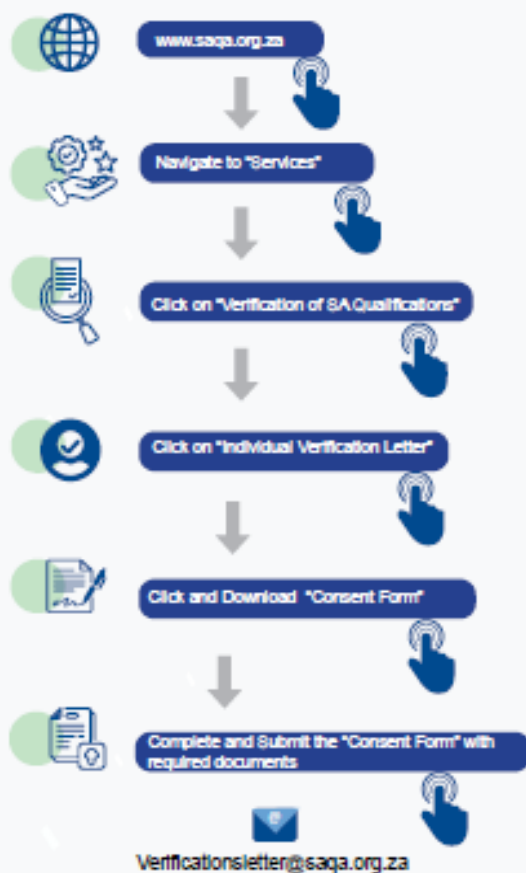 www.saqa.org.za
Navigate to "Services"
Click on "Verification of SA Qualifications"
Click on "Individual Verification Letter"
Click and Download "Consent Form"
Complete and Submit the "Consent Form" with
required documents
Verificationsletter@saqa.org.za